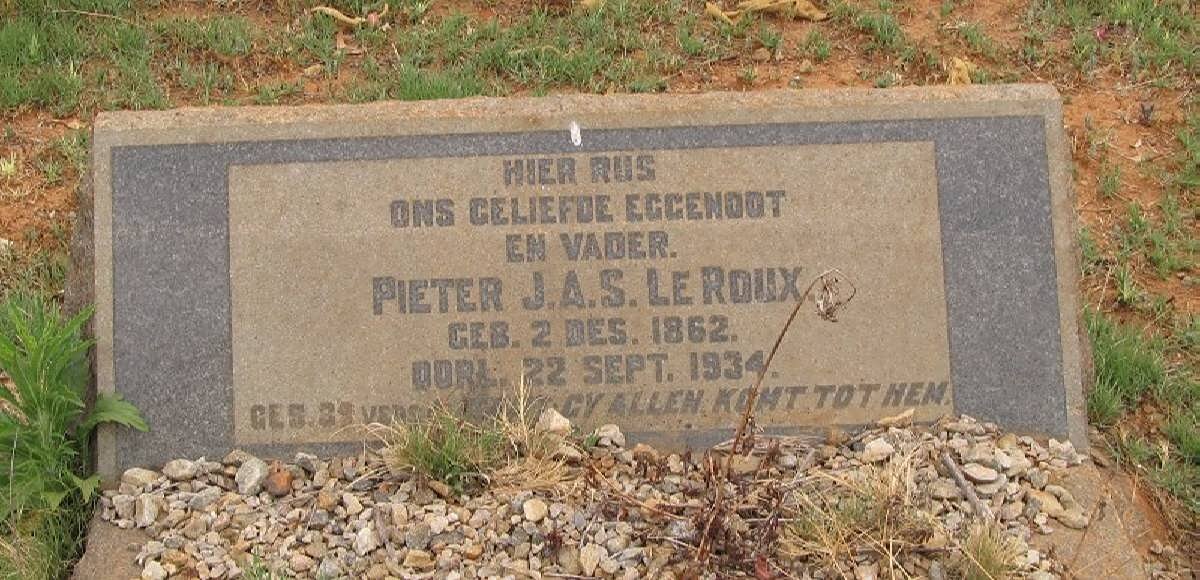 HIER RUS
ONS GELIEFDE EGGENOOT
EN VADER.
PIETER J.A.S. LE ROUX
GEB. 2 DES. 1862.
OORL. 22 SEPT. 1934.
GES. GY ALLEN. KOMT TOT HEM.